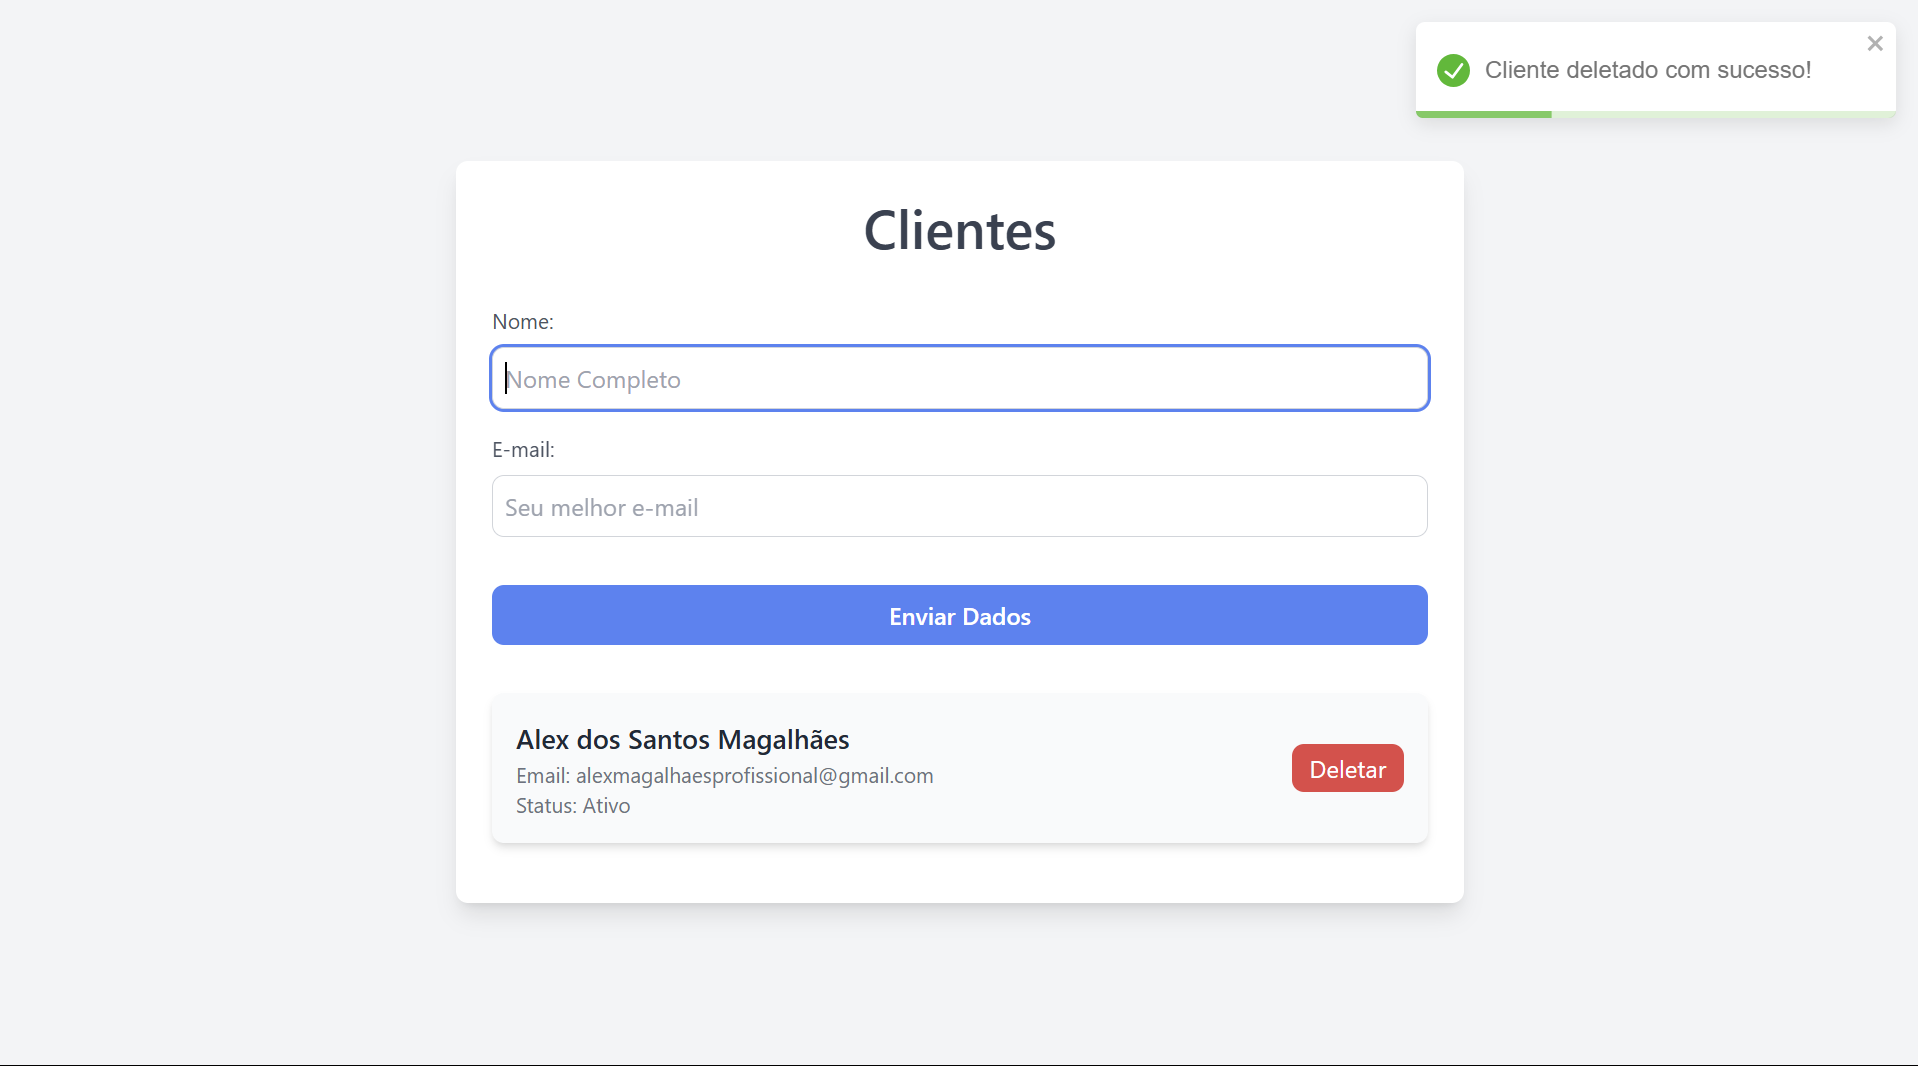 Cliente deletado com sucesso!
Clientes
Nome:
Nome Completo
E-mail:
Seu melhor e-mail
Enviar Dados
Alex dos Santos Magalhães
Email: alexmagalhaesprofissional@gmail.com
Status: Ativo
Deletar